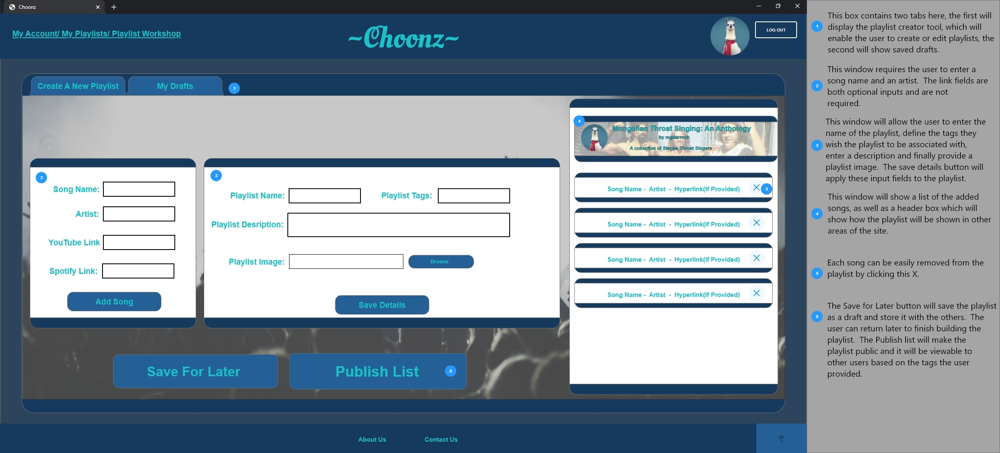 Choonz
My Account/ My Playlists/ Playlist Workshop
~Choonz~
LOG OUT
Create A New Playlist
My Drafts
1
2
Song Name:
Artist:
YouTube Link
Spotify Link:
Add Song
3
Playlist Name:
Playlist Tags:
Playlist Desription:
Playlist Image:
Browse
Save Details
4
Mongolian Throat Singing: An Anthology
by mgdarroch
A collection of Steppe Throat Singers
Song Name - Artist - Hyperlink(If Provided)
5
Song Name - Artist - Hyperlink(If Provided)
Song Name - Artist - Hyperlink(If Provided)
Song Name - Artist - Hyperlink(If Provided)
Save For Later
Publish List
6
About Us
Contact Us
1
This box contains two tabs here, the first will
display the playlist creator tool, which will
enable the user to create or edit playlists, the
second will show saved drafts.
2
This window requires the user to enter a
song name and an artist. The link fields are
both optional inputs and are not
required.
3
This window will allow the user to enter the
name of the playlist, define the tags they
wish the playlist to be associated with,
enter a description and finally provide a
playlist image. The save details button will
apply these input fields to the playlist.
4
This window will show a list of the added
songs, as well as a header box which will
show how the playlist will be shown in other
areas of the site.
5
Each song can be easily removed from the
playlist by clicking this X.
6
The Save for Later button will save the playlist
as a draft and store it with the others. The
user can return later to finish building the
playlist. The Publish list will make the
playlist public and it will be viewable to
other users based on the tags the user
provided.